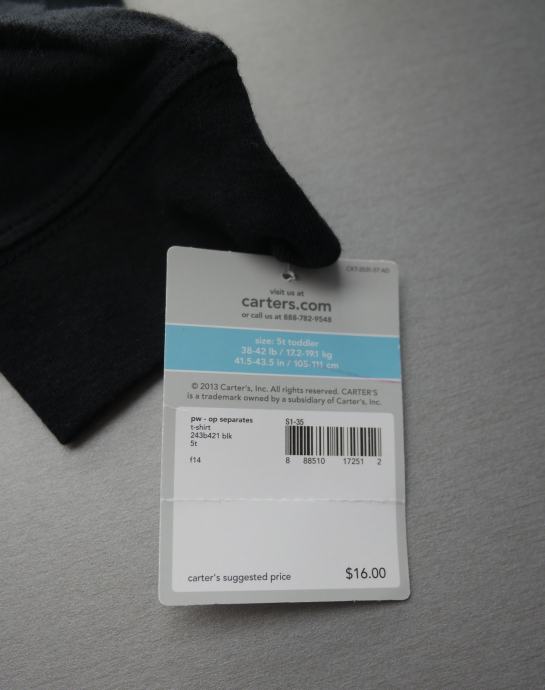 CKT-2031-37-AD
visit us at
carters.com
or call us at 888-782-9548
size: 5t toddler
38-42 lb / 17.2-19.1 kg
41.5-43.5 in / 105-111 cm
© 2013 Carter's, Inc. All rights reserved. CARTER'S
is a trademark owned by a subsidiary of Carter's, Inc.
pw - op separates
t-shirt
243b421 blk
5t
f14
S1-35
8 88510 17251 2
carter's suggested price $16.00